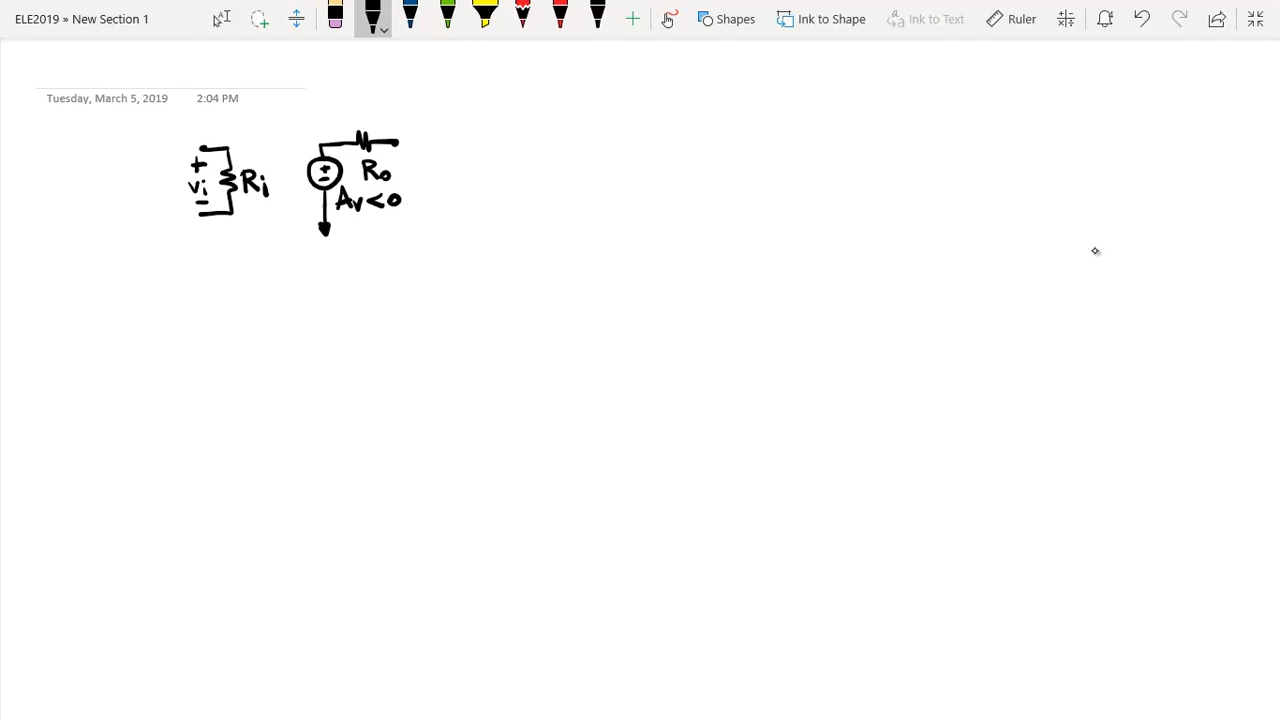 ELE2019 » New Section 1
Shapes
Ink to Shape
Ink to Text
Ruler
Tuesday, March 5, 2019 2:04 PM
+
vi
−
Ri
+
−
Ro
Av<0